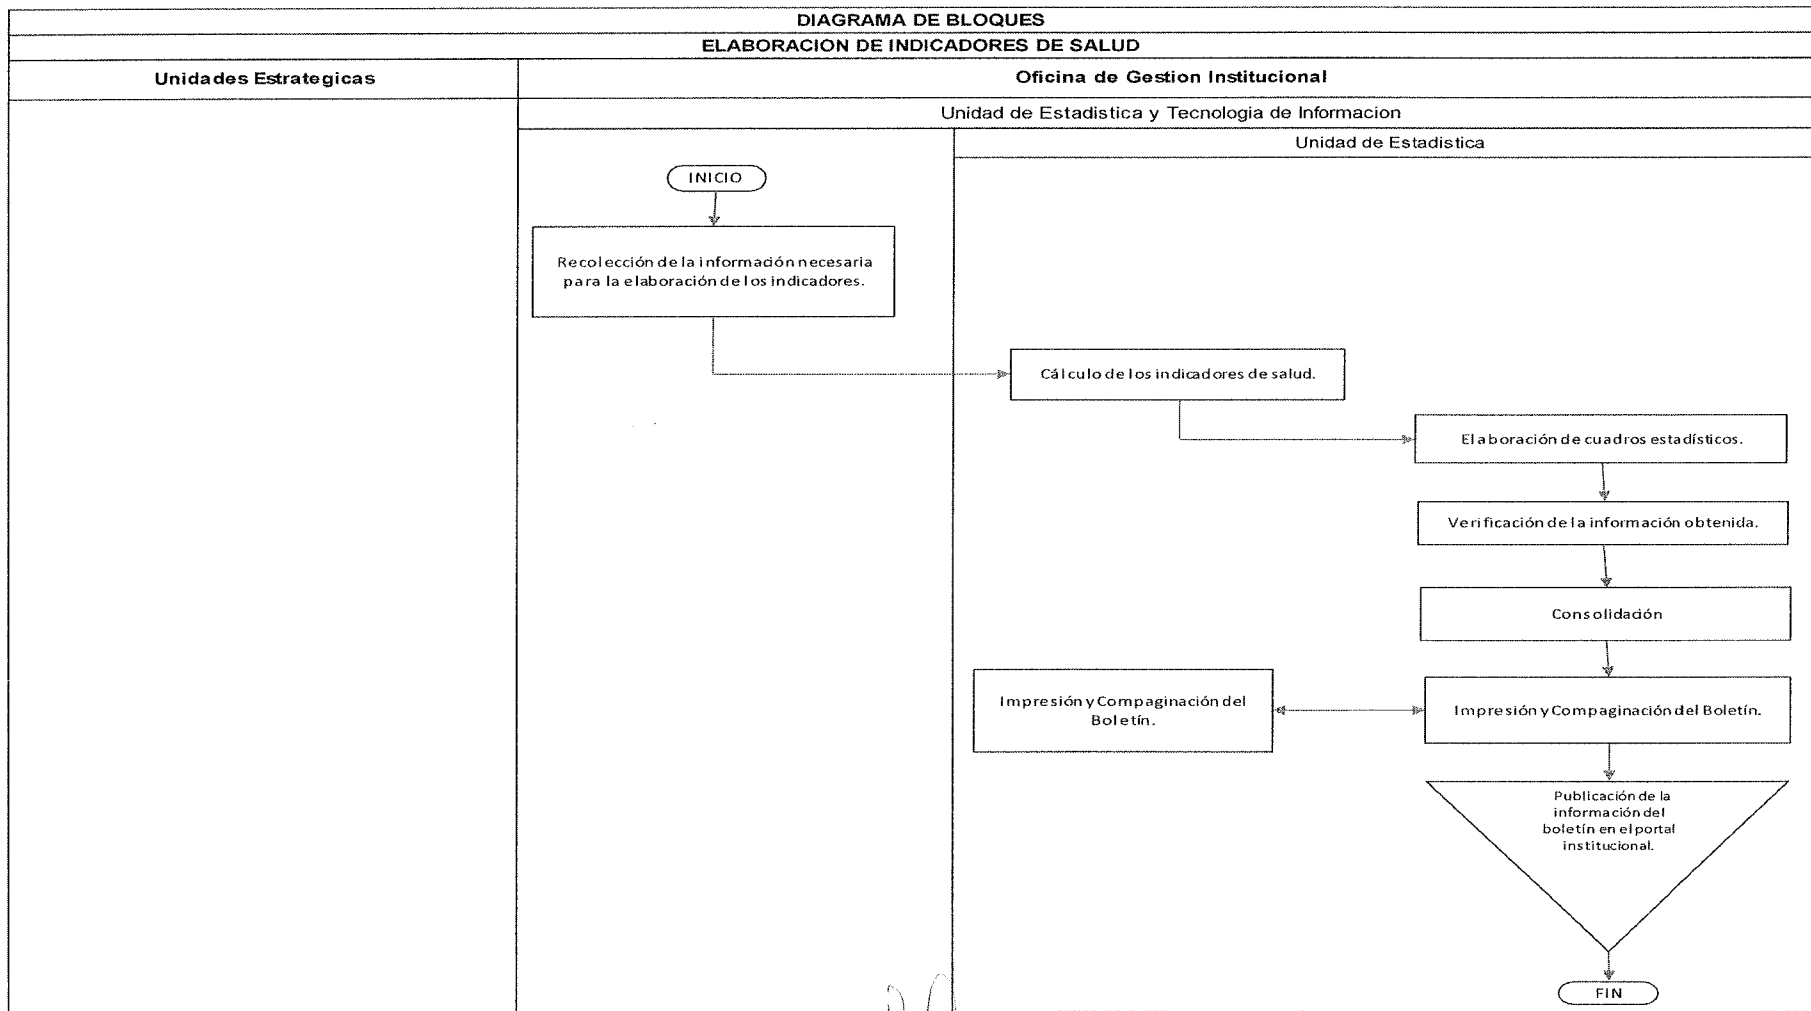 DIAGRAMA DE BLOQUES
ELABORACION DE INDICADORES DE SALUD
Unidades Estrategicas
Oficina de Gestion Institucional
Unidad de Estadistica y Tecnologia de Informacion
Unidad de Estadistica
INICIO
Recolección de la información necesaria
para la elaboración de los indicadores.
Cálculo de los indicadores de salud.
Elaboración de cuadros estadísticos.
Verificación de la información obtenida.
Consolidación
Impresión y Compaginación del
Boletín.
Impresión y Compaginación del Boletín.
Publicación de la
información del
boletín en el portal
institucional.
FIN